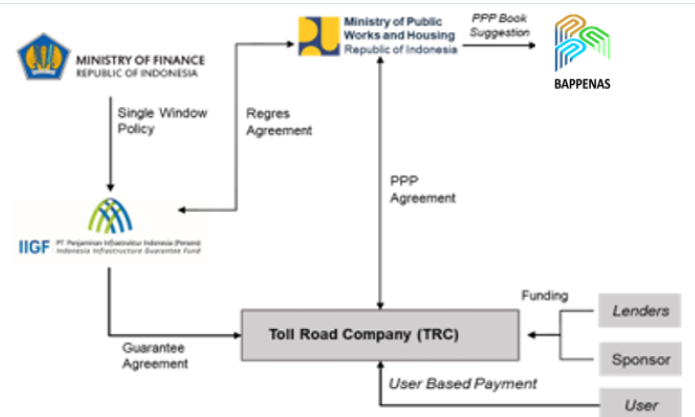 MINISTRY OF FINANCE
REPUBLIC OF INDONESIA
Ministry of Public
Works and Housing
Republic of Indonesia
PPP Book
Suggestion
BAPPENAS
Single Window
Policy
Regres
Agreement
PPP
Agreement
IIGF
PT. Penjaminan Infrastruktur Indonesia (Persero)
Indonesia Infrastructure Guarantee Fund
Funding
Lenders
Toll Road Company (TRC)
Guarantee
Agreement
Sponsor
User Based Payment
User